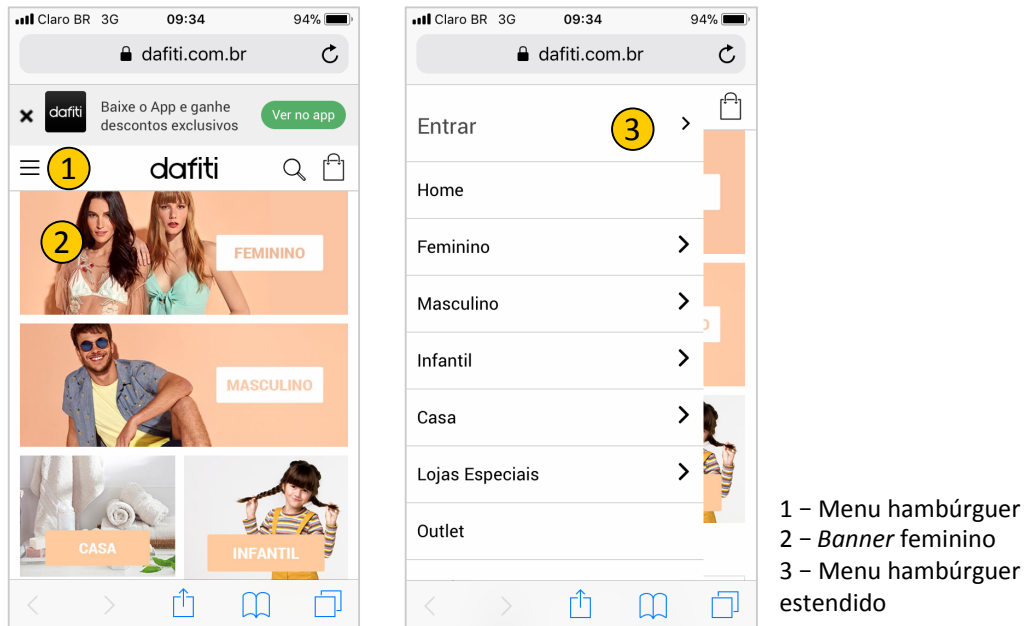 Claro BR 3G 09:34 94%
dafiti.com.br
dafiti
Baixe o App e ganhe
descontos exclusivos
Ver no app
1
dafiti
2
FEMININO
MASCULINO
CASA
INFANTIL
Claro BR 3G 09:34 94%
dafiti.com.br
Entrar
3
Home
Feminino
Masculino
Infantil
Casa
Lojas Especiais
Outlet
1 – Menu hambúrguer
2 – Banner feminino
3 – Menu hambúrguer
estendido